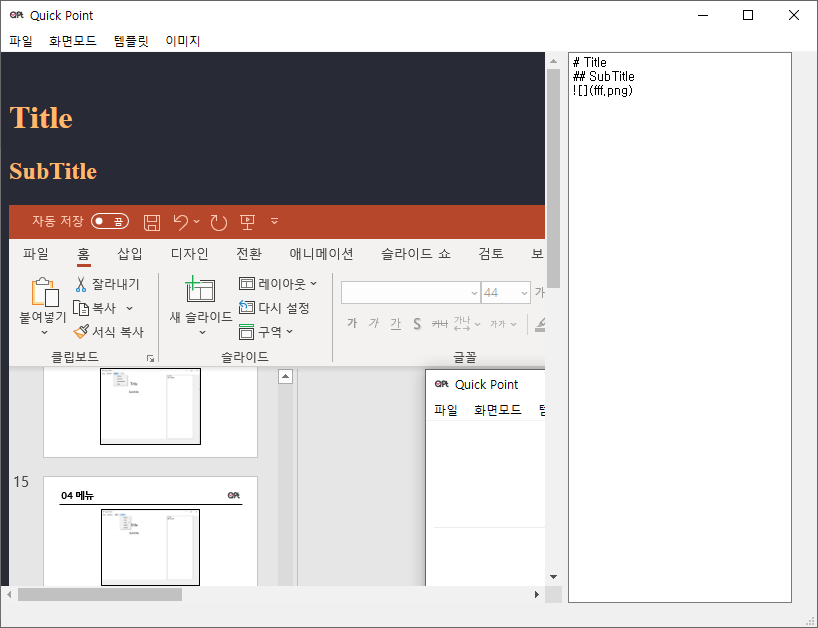 QPt Quick Point
파일 화면모드 템플릿 이미지
Title
SubTitle
자동 저장 끔
파일 홈 삽입 디자인 전환 애니메이션 슬라이드 쇼 검토 보
붙여넣기
잘라내기
복사
서식 복사
클립보드
새 슬라이드
레이아웃
다시 설정
구역
슬라이드
44 가
가 가 가 S 가나 가나 가가
글꼴
15
04 메뉴 QPt
QPt Quick Point
파일 화면모드
# Title
## SubTitle
![](fff.png)